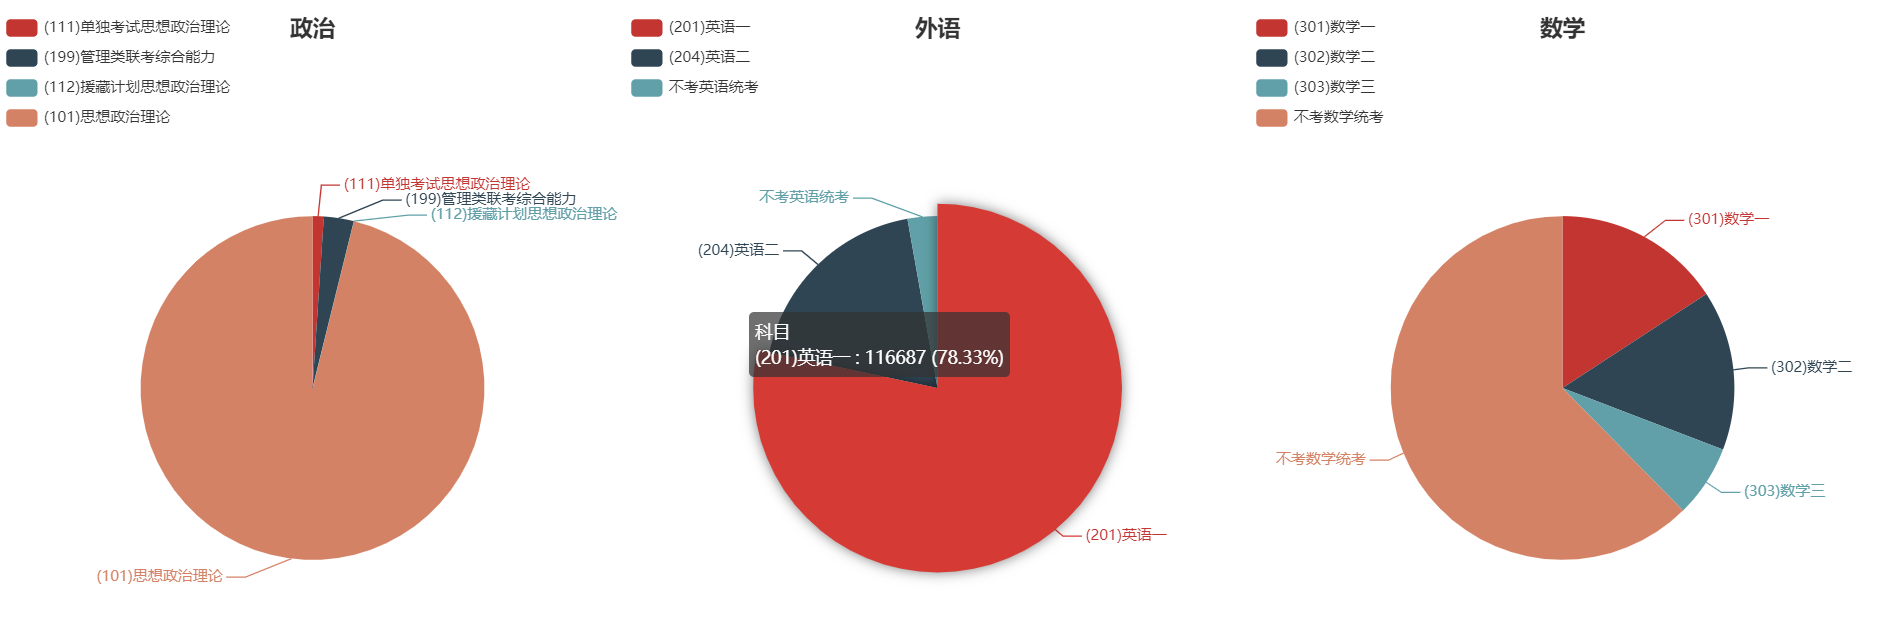 政治
(111)单独考试思想政治理论
(199)管理类联考综合能力
(112)援藏计划思想政治理论
(101)思想政治理论
(111)单独考试思想政治理论
(199)管理类联考综合能力
(112)援藏计划思想政治理论
(101)思想政治理论
外语
(201)英语一
(204)英语二
不考英语统考
不考英语统考
(204)英语二
科目
(201)英语一 : 116687 (78.33%)
(201)英语一
数学
(301)数学一
(302)数学二
(303)数学三
不考数学统考
(301)数学一
(302)数学二
不考数学统考
(303)数学三